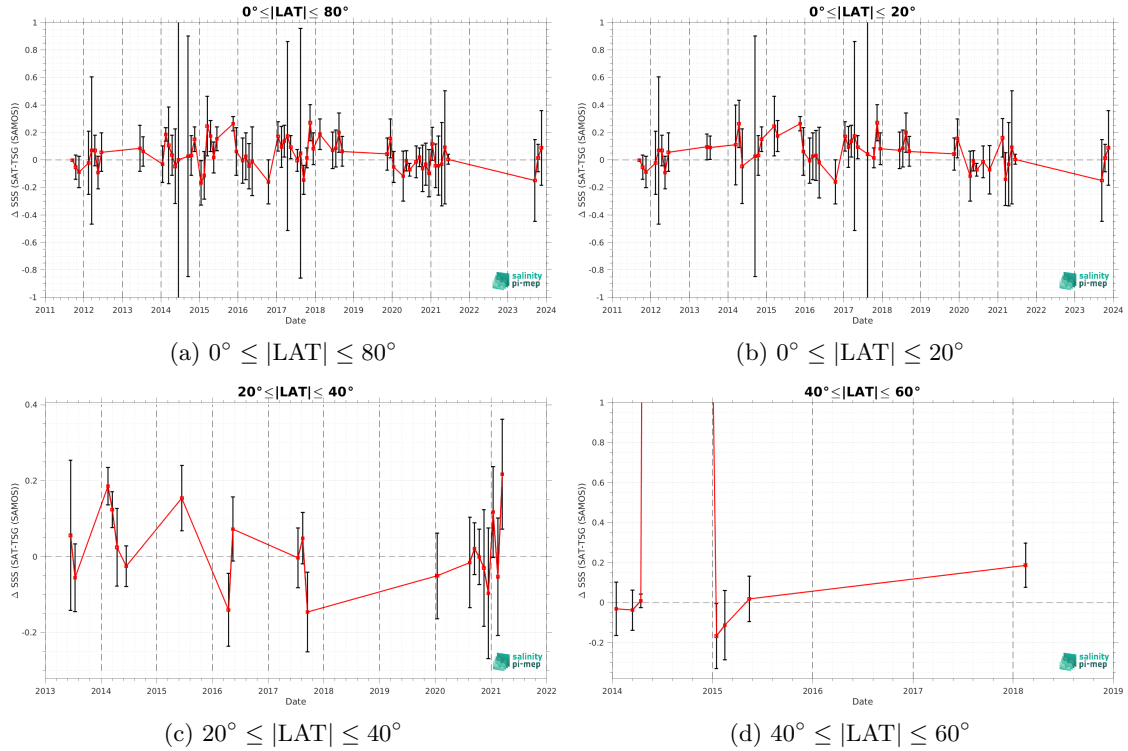 0°≤|LAT|≤ 80°
Δ SSS (SAT-TSG (SAMOS))
1
0.8
0.6
0.4
0.2
0
-0.2
-0.4
-0.6
-0.8
-1
2011 2012 2013 2014 2015 2016 2017 2018 2019 2020 2021 2022 2023 2024
Date
salinity
pi-mep
(a) 0° ≤ |LAT| ≤ 80°
0°≤|LAT|≤ 20°
Δ SSS (SAT-TSG (SAMOS))
1
0.8
0.6
0.4
0.2
0
-0.2
-0.4
-0.6
-0.8
-1
2011 2012 2013 2014 2015 2016 2017 2018 2019 2020 2021 2022 2023 2024
Date
salinity
pi-mep
(b) 0° ≤ |LAT| ≤ 20°
20°≤|LAT|≤ 40°
Δ SSS (SAT-TSG (SAMOS))
0.4
0.2
0
-0.2
2013 2014 2015 2016 2017 2018 2019 2020 2021 2022
Date
salinity
pi-mep
(c) 20° ≤ |LAT| ≤ 40°
40°≤|LAT|≤ 60°
Δ SSS (SAT-TSG (SAMOS))
1
0.8
0.6
0.4
0.2
0
-0.2
2014 2015 2016 2017 2018 2019
Date
salinity
pi-mep
(d) 40° ≤ |LAT| ≤ 60°